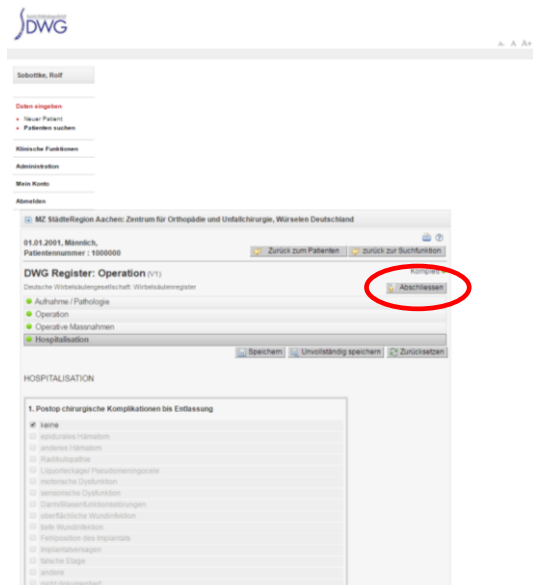 DWG
A- A A+
Sobottke, Rolf
Daten eingeben
Neuer Patient
Patienten suchen
Klinische Funktionen
Administration
Mein Konto
Abmelden
MZ StädteRegion Aachen: Zentrum für Orthopädie und Unfallchirurgie, Würselen Deutschland
01.01.2001, Männlich,
Patientennummer : 1000000
Zurück zum Patienten
zurück zur Suchfunktion
DWG Register: Operation (V1)
Komplett
Deutsche Wirbelsäulengesellschaft: Wirbelsäulenregister
Abschliessen
Aufnahme / Pathologie
Operation
Operative Massnahmen
Hospitalisation
Speichern
Unvollständig speichern
Zurücksetzen
HOSPITALISATION
1. Postop chirurgische Komplikationen bis Entlassung
keine
epidurales Hämatom
anderes Hämatom
Radikulopathie
Liquorleckage/ Pseudomeningocele
motorische Dysfunktion
sensorische Dysfunktion
Darm/Blasenfunktionsstörungen
oberflächliche Wundinfektion
tiefe Wundinfektion
Fehlposition des Implantats
Implantatversagen
falsche Etage
andere
nicht dokumentiert